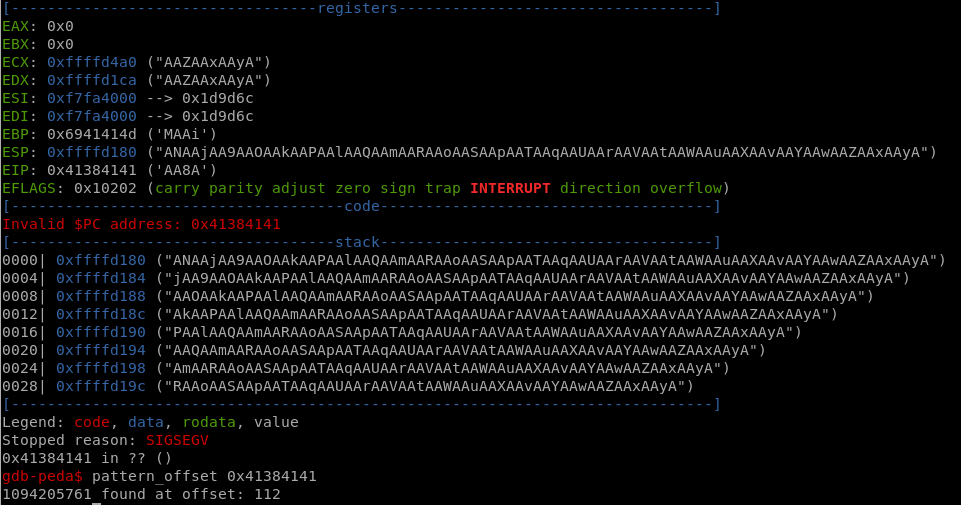 [----------------------------------registers-----------------------------------]
EAX: 0x0
EBX: 0x0
ECX: 0xffffd4a0 ("AAZAAxAAyA")
EDX: 0xffffd1ca ("AAZAAxAAyA")
ESI: 0xf7fa4000 --> 0x1d9d6c
EDI: 0xf7fa4000 --> 0x1d9d6c
EBP: 0x6941414d ('MAAi')
ESP: 0xffffd180 ("ANAAjAA9AAOAAkAAPAAlAAQAAmAARAAoAASAApAATAAqAAUAArAAVAAtAAWAAuAAXAAvAAYAAwAAZAAxAAyA")
EIP: 0x41384141 ('AA8A')
EFLAGS: 0x10202 (carry parity adjust zero sign trap INTERRUPT direction overflow)
[-------------------------------------code-------------------------------------]
Invalid $PC address: 0x41384141
[------------------------------------stack-------------------------------------]
0000| 0xffffd180 ("ANAAjAA9AAOAAkAAPAAlAAQAAmAARAAoAASAApAATAAqAAUAArAAVAAtAAWAAuAAXAAvAAYAAwAAZAAxAAyA")
0004| 0xffffd184 ("jAA9AAOAAkAAPAAlAAQAAmAARAAoAASAApAATAAqAAUAArAAVAAtAAWAAuAAXAAvAAYAAwAAZAAxAAyA")
0008| 0xffffd188 ("AAOAAkAAPAAlAAQAAmAARAAoAASAApAATAAqAAUAArAAVAAtAAWAAuAAXAAvAAYAAwAAZAAxAAyA")
0012| 0xffffd18c ("AkAAPAAlAAQAAmAARAAoAASAApAATAAqAAUAArAAVAAtAAWAAuAAXAAvAAYAAwAAZAAxAAyA")
0016| 0xffffd190 ("PAAlAAQAAmAARAAoAASAApAATAAqAAUAArAAVAAtAAWAAuAAXAAvAAYAAwAAZAAxAAyA")
0020| 0xffffd194 ("AAQAAmAARAAoAASAApAATAAqAAUAArAAVAAtAAWAAuAAXAAvAAYAAwAAZAAxAAyA")
0024| 0xffffd198 ("AmAARAAoAASAApAATAAqAAUAArAAVAAtAAWAAuAAXAAvAAYAAwAAZAAxAAyA")
0028| 0xffffd19c ("RAAoAASAApAATAAqAAUAArAAVAAtAAWAAuAAXAAvAAYAAwAAZAAxAAyA")
[------------------------------------------------------------------------------]
Legend: code, data, rodata, value
Stopped reason: SIGSEGV
0x41384141 in ?? ()
gdb-peda$ pattern_offset 0x41384141
1094205761 found at offset: 112